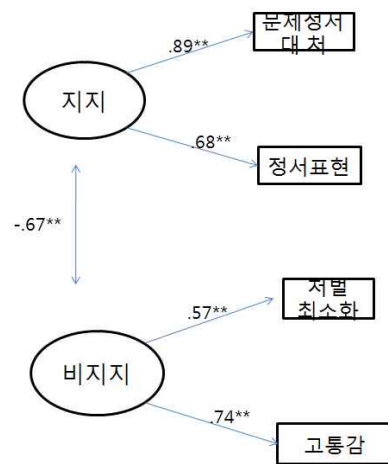 문제정서
대 처
.89**
지지
.68**
정서표현
-.67**
처벌
최소화
.57**
비지지
.74**
고통감